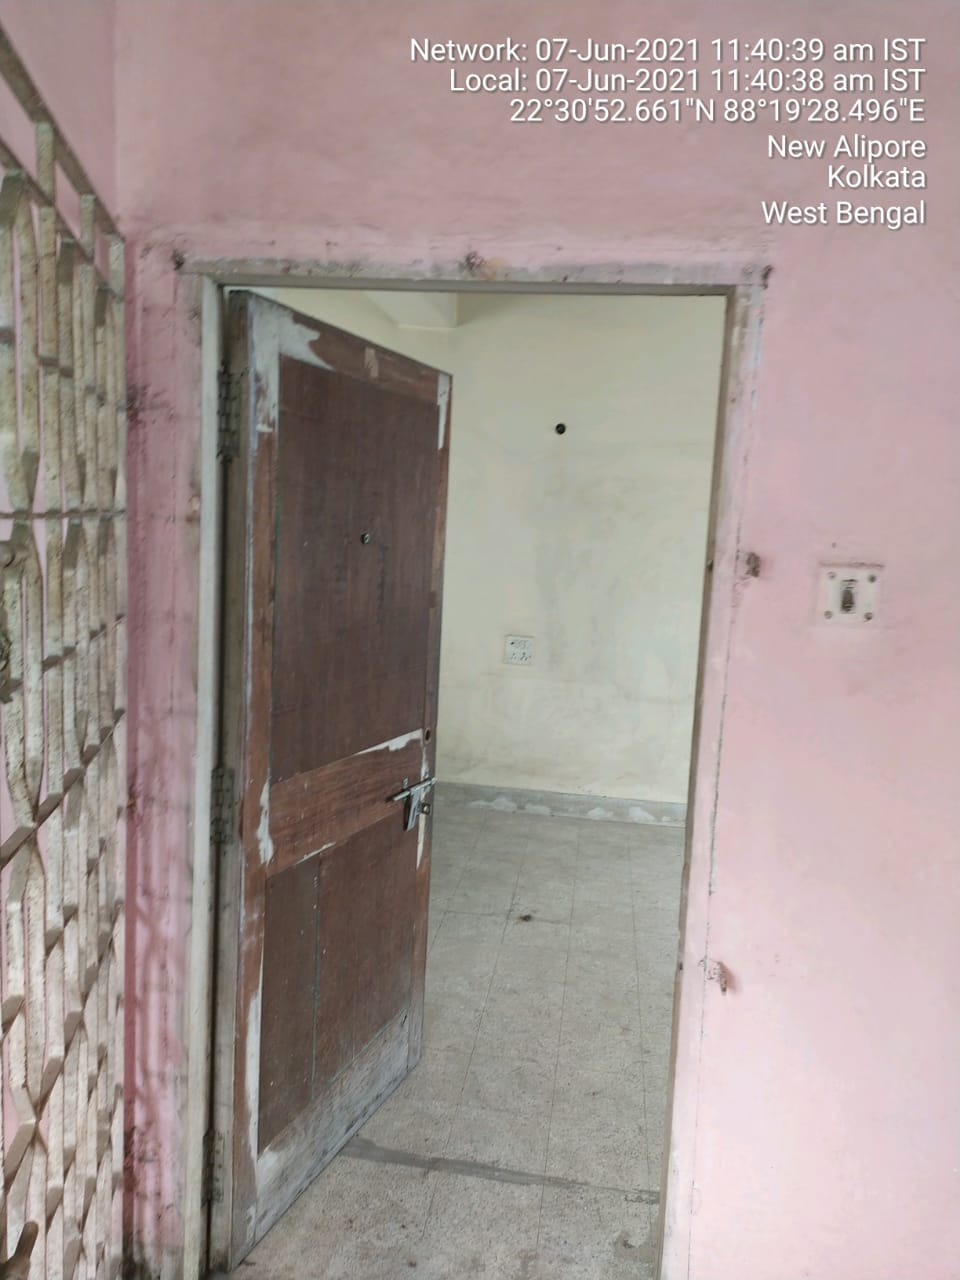 Network: 07-Jun-2021 11:40:39 am IST
Local: 07-Jun-2021 11:40:38 am IST
22°30'52.661"N 88°19'28.496"E
New Alipore
Kolkata
West Bengal